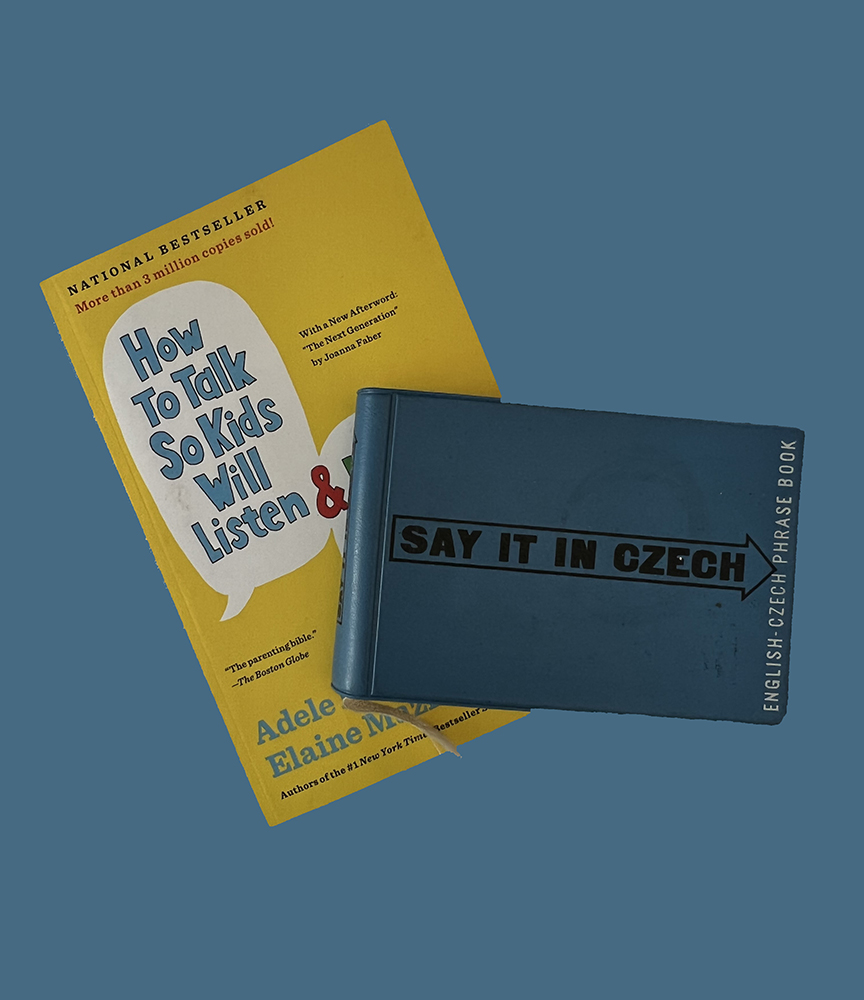 NATIONAL BESTSELLER
More than 3 million copies sold!
How
To Talk
So Kids
Will
Listen &
With a New Afterword:
"The Next Generation"
by Joanna Faber
"The parenting bible."
—The Boston Globe
Adele
Elaine
Authors of the #1 New York Times Bestseller
SAY IT IN CZECH
ENGLISH-CZECH PHRASE BOOK